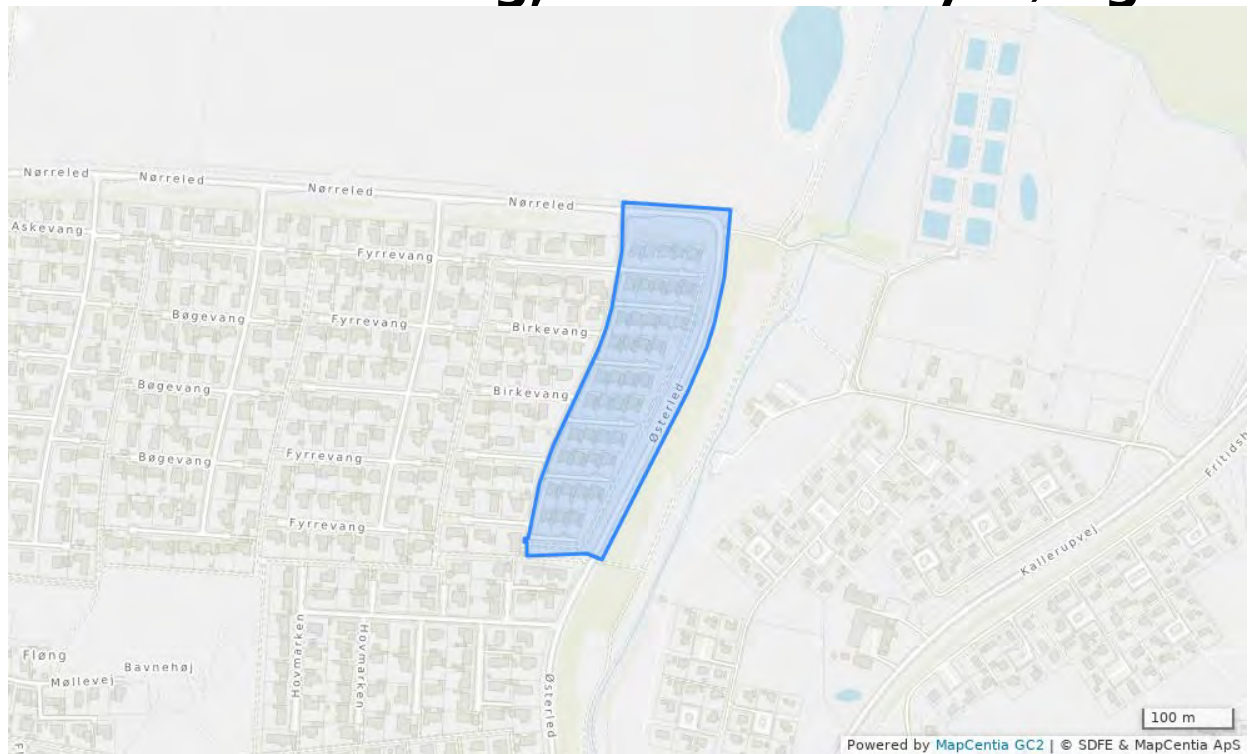 Nørreled
Nørreled
Nørreled
Nørreled
Askevang
Fyrrevang
Bøgevang
Fyrrevang
Birkevang
Bøgevang
Birkevang
Østerled
Bøgevang
Fyrrevang
Fyrrevang
Kallerupvej
Hovmarken
Hovmarken
Fløng
Bavnehøj
Møllevej
Østerled
100 m
Powered by MapCentia GC2 | © SDFE & MapCentia ApS